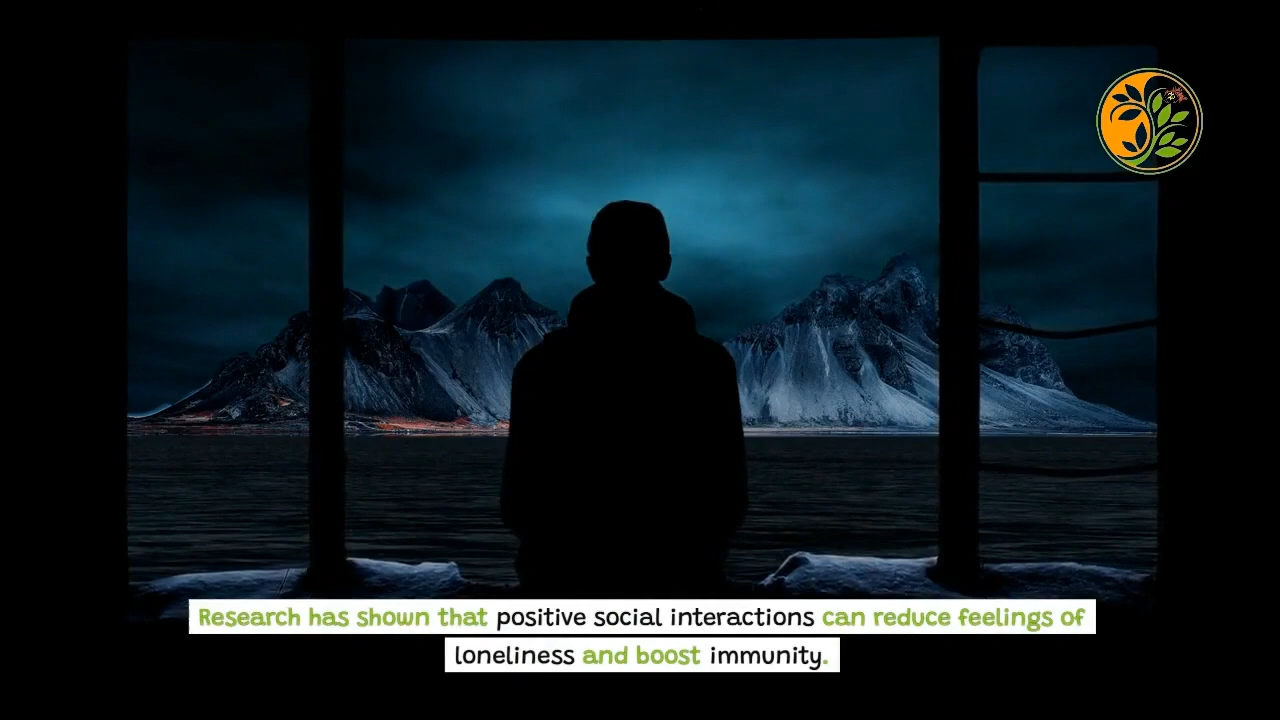 Research has shown that positive social interactions can reduce feelings of
loneliness and boost immunity.